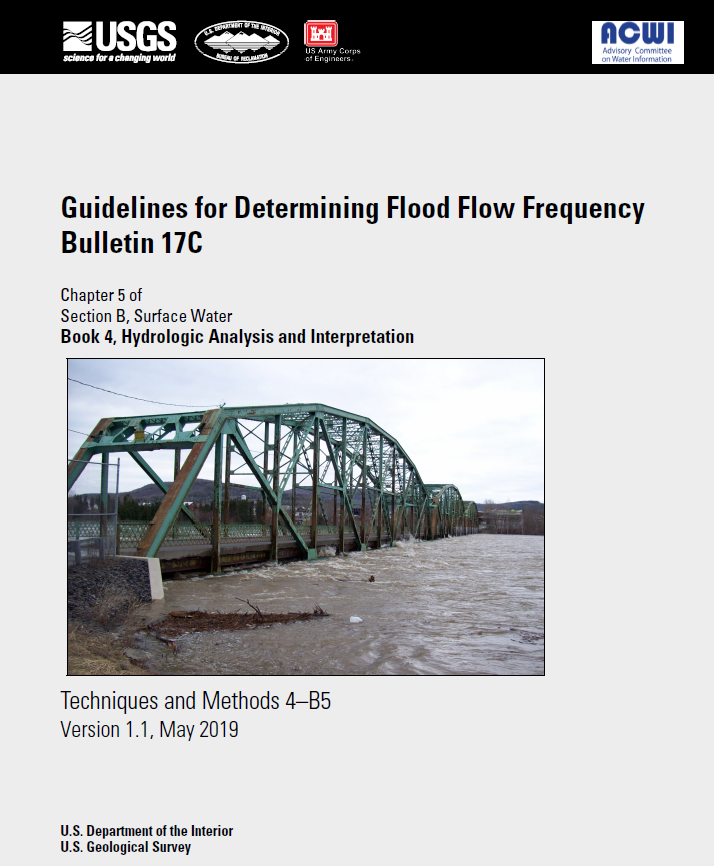 USGS
science for a changing world
U.S. DEPARTMENT OF THE INTERIOR
BUREAU OF RECLAMATION
US Army Corps
of Engineers®
ACWI
Advisory Committee
on Water Information
Guidelines for Determining Flood Flow Frequency
Bulletin 17C
Chapter 5 of
Section B, Surface Water
Book 4, Hydrologic Analysis and Interpretation
Techniques and Methods 4–B5
Version 1.1, May 2019
U.S. Department of the Interior
U.S. Geological Survey